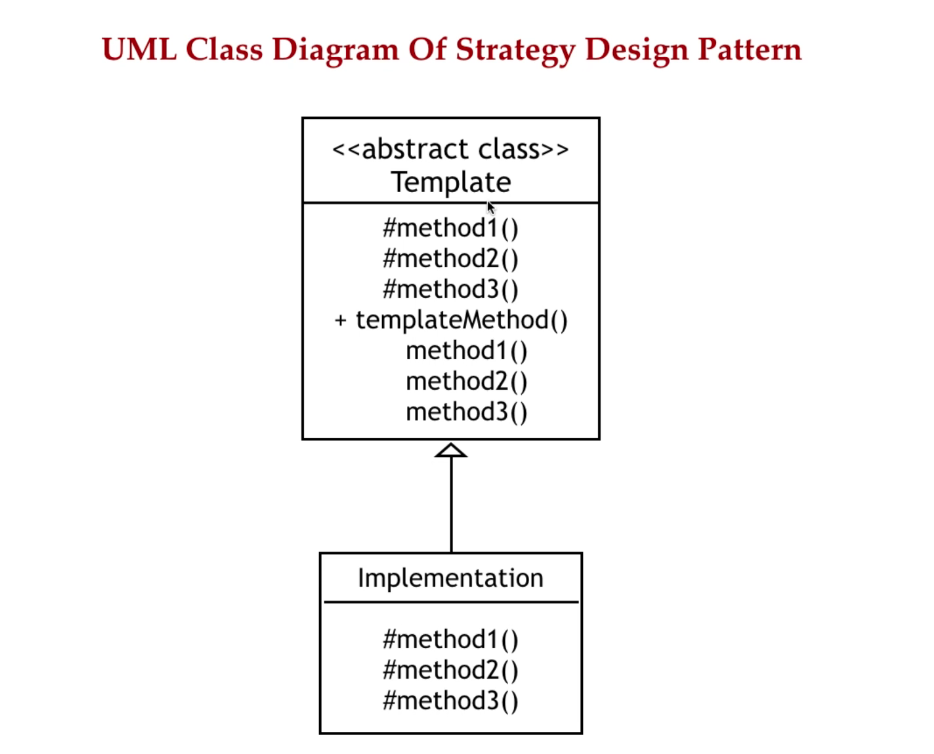 UML Class Diagram Of Strategy Design Pattern
<<abstract class>>
Template
#method1()
#method2()
#method3()
+ templateMethod()
method1()
method2()
method3()
Implementation
#method1()
#method2()
#method3()